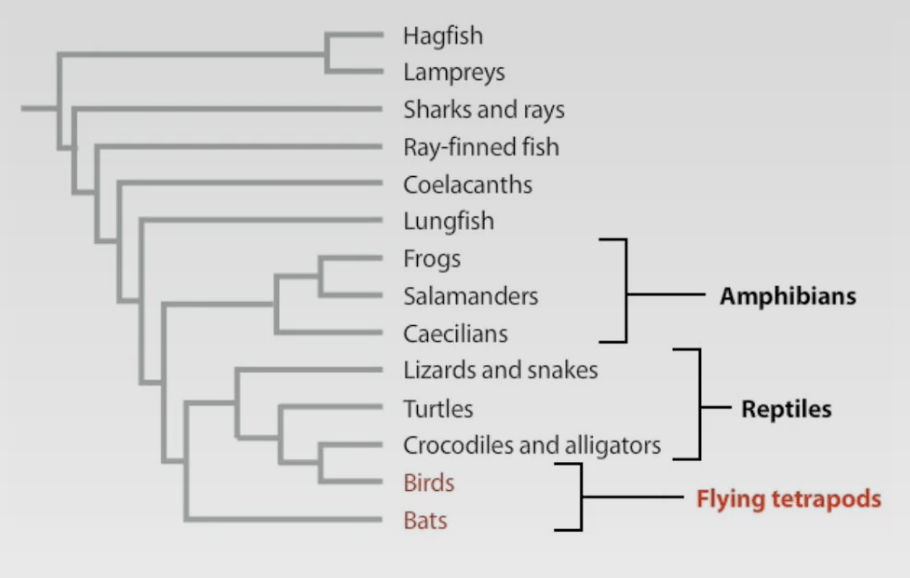 Hagfish
Lampreys
Sharks and rays
Ray-finned fish
Coelacanths
Lungfish
Frogs
Salamanders
Caecilians
Amphibians
Lizards and snakes
Turtles
Crocodiles and alligators
Reptiles
Birds
Bats
Flying tetrapods